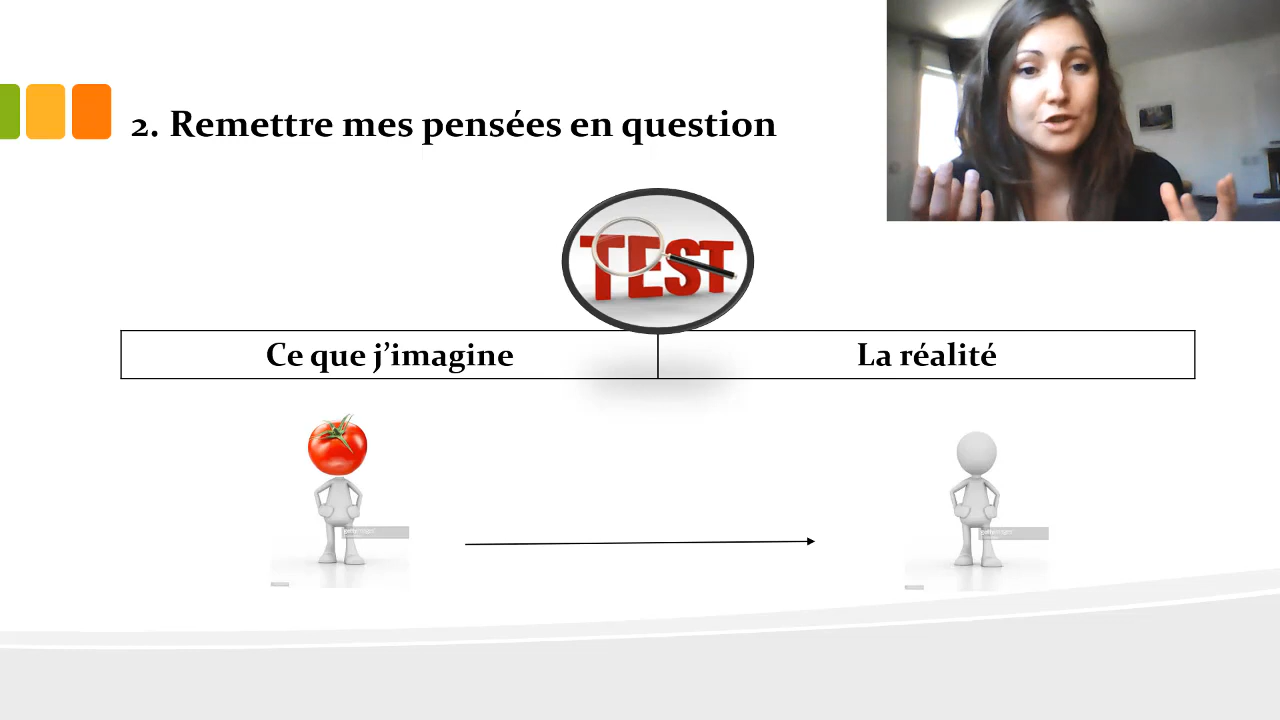 2. Remettre mes pensées en question
TEST
Ce que j’imagine
La réalité